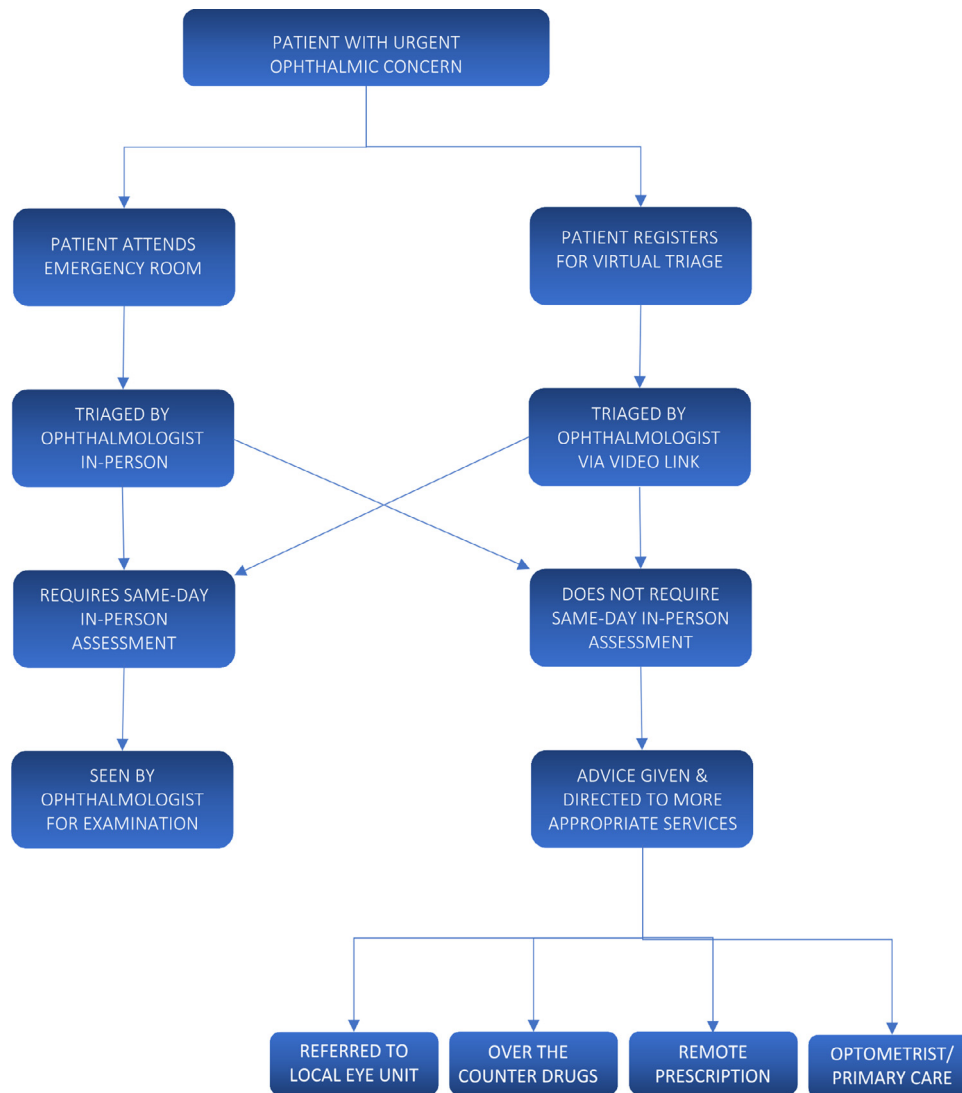 PATIENT WITH URGENT
OPHTHALMIC CONCERN
PATIENT ATTENDS
EMERGENCY ROOM
PATIENT REGISTERS
FOR VIRTUAL TRIAGE
TRIAGED BY
OPHTHALMOLOGIST
IN-PERSON
TRIAGED BY
OPHTHALMOLOGIST
VIA VIDEO LINK
REQUIRES SAME-DAY
IN-PERSON
ASSESSMENT
DOES NOT REQUIRE
SAME-DAY IN-PERSON
ASSESSMENT
SEEN BY
OPHTHALMOLOGIST
FOR EXAMINATION
ADVICE GIVEN &
DIRECTED TO MORE
APPROPRIATE SERVICES
REFERRED TO
LOCAL EYE UNIT
OVER THE
COUNTER DRUGS
REMOTE
PRESCRIPTION
OPTOMETRIST/
PRIMARY CARE